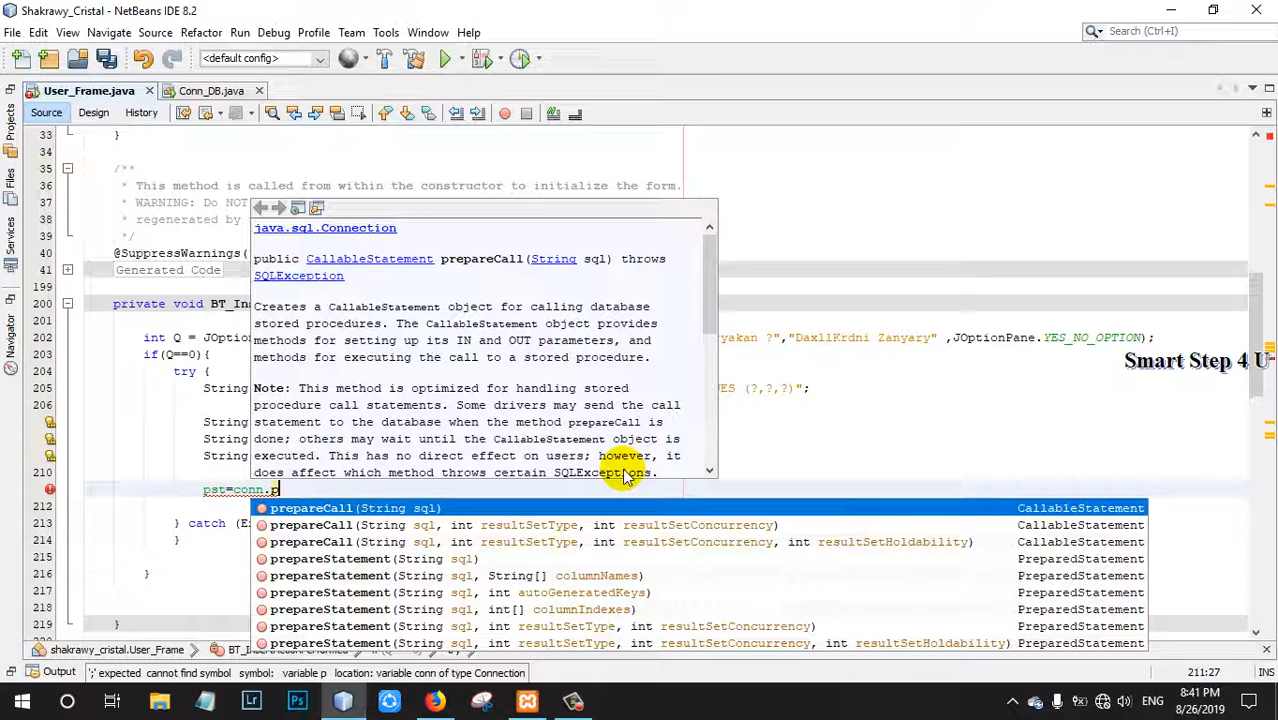 Shakrawy_Cristal - NetBeans IDE 8.2
File Edit View Navigate Source Refactor Run Debug Profile Team Tools Window Help
Search (Ctrl+I)
<default config>
User_Frame.java Conn_DB.java
Source Design History
Projects
Files
Services
Navigator
33 }
34
35 /**
36 * This method is called from within the constructor to initialize the form.
37 * WARNING: Do NOT
38 * regenerated by
39 */
40 @SuppressWarnings(
41 Generated Code
199
200 private void BT_Ins
201
202 int Q = JOption ryakan ?","DaxllKrdni Zanyary" ,JOptionPane.YES_NO_OPTION);
203 if(Q==0){
204 try {
205 String ES (?,?,?)";
206
String
String
String
210
pst=conn.p
212
213 } catch (Ex
214 }
216 }
217
218
219 }
java.sql.Connection
public CallableStatement prepareCall(String sql) throws
SQLException
Creates a CallableStatement object for calling database
stored procedures. The CallableStatement object provides
methods for setting up its IN and OUT parameters, and
methods for executing the call to a stored procedure.
Note: This method is optimized for handling stored
procedure call statements. Some drivers may send the call
statement to the database when the method prepareCall is
done; others may wait until the CallableStatement object is
executed. This has no direct effect on users; however, it
does affect which method throws certain SQLExceptions.
Smart Step 4 U
prepareCall(String sql) CallableStatement
prepareCall(String sql, int resultSetType, int resultSetConcurrency) CallableStatement
prepareCall(String sql, int resultSetType, int resultSetConcurrency, int resultSetHoldability) CallableStatement
prepareStatement(String sql) PreparedStatement
prepareStatement(String sql, String[] columnNames) PreparedStatement
prepareStatement(String sql, int autoGeneratedKeys) PreparedStatement
prepareStatement(String sql, int[] columnIndexes) PreparedStatement
prepareStatement(String sql, int resultSetType, int resultSetConcurrency) PreparedStatement
prepareStatement(String sql, int resultSetType, int resultSetConcurrency, int resultSetHoldability) PreparedStatement
shakrawy_cristal.User_Frame
Output
';' expected cannot find symbol symbol: variable p location: variable conn of type Connection
211:27
ENG
8:41 PM
8/26/2019